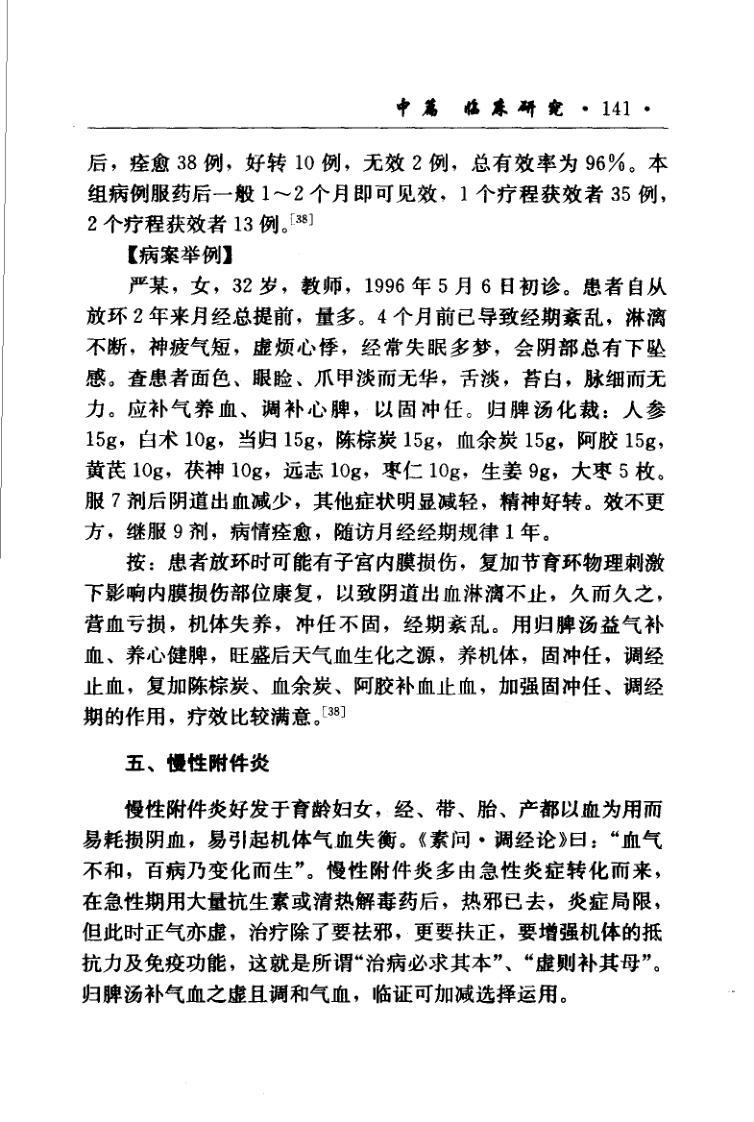 中篇 临床研究 · 141 ·
后，痊愈 38 例，好转 10 例，无效 2 例，总有效率为 96%。本
组病例服药后一般 1～2 个月即可见效，1 个疗程获效者 35 例，
2 个疗程获效者 13 例。[38]
【病案举例】
严某，女，32 岁，教师，1996 年 5 月 6 日初诊。患者自从
放环 2 年来月经总提前，量多。4 个月前已导致经期紊乱，淋漓
不断，神疲气短，虚烦心悸，经常失眠多梦，会阴部总有下坠
感。查患者面色、眼睑、爪甲淡而无华，舌淡，苔白，脉细而无
力。应补气养血、调补心脾，以固冲任。归脾汤化裁：人参
15g，白术 10g，当归 15g，陈棕炭 15g，血余炭 15g，阿胶 15g，
黄芪 10g，茯神 10g，远志 10g，枣仁 10g，生姜 9g，大枣 5 枚。
服 7 剂后阴道出血减少，其他症状明显减轻，精神好转。效不更
方，继服 9 剂，病情痊愈，随访月经经期规律 1 年。
按：患者放环时可能有子宫内膜损伤，复加节育环物理刺激
下影响内膜损伤部位康复，以致阴道出血淋漓不止，久而久之，
营血亏损，机体失养，冲任不固，经期紊乱。用归脾汤益气补
血、养心健脾，旺盛后天气血生化之源，养机体，固冲任，调经
止血，复加陈棕炭、血余炭、阿胶补血止血，加强固冲任、调经
期的作用，疗效比较满意。[38]
五、慢性附件炎
慢性附件炎好发于育龄妇女，经、带、胎、产都以血为用而
易耗损阴血，易引起机体气血失衡。《素问·调经论》曰：“血气
不和，百病乃变化而生”。慢性附件炎多由急性炎症转化而来，
在急性期用大量抗生素或清热解毒药后，热邪已去，炎症局限，
但此时正气亦虚，治疗除了要祛邪，更要扶正，要增强机体的抵
抗力及免疫功能，这就是所谓“治病必求其本”、“虚则补其母”。
归脾汤补气血之虚且调和气血，临证可加减选择运用。